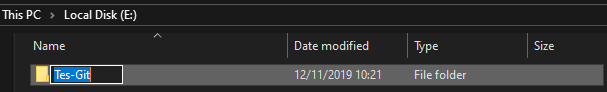 This PC > Local Disk (E:)
Name Date modified Type Size
Tes-Git 12/11/2019 10:21 File folder